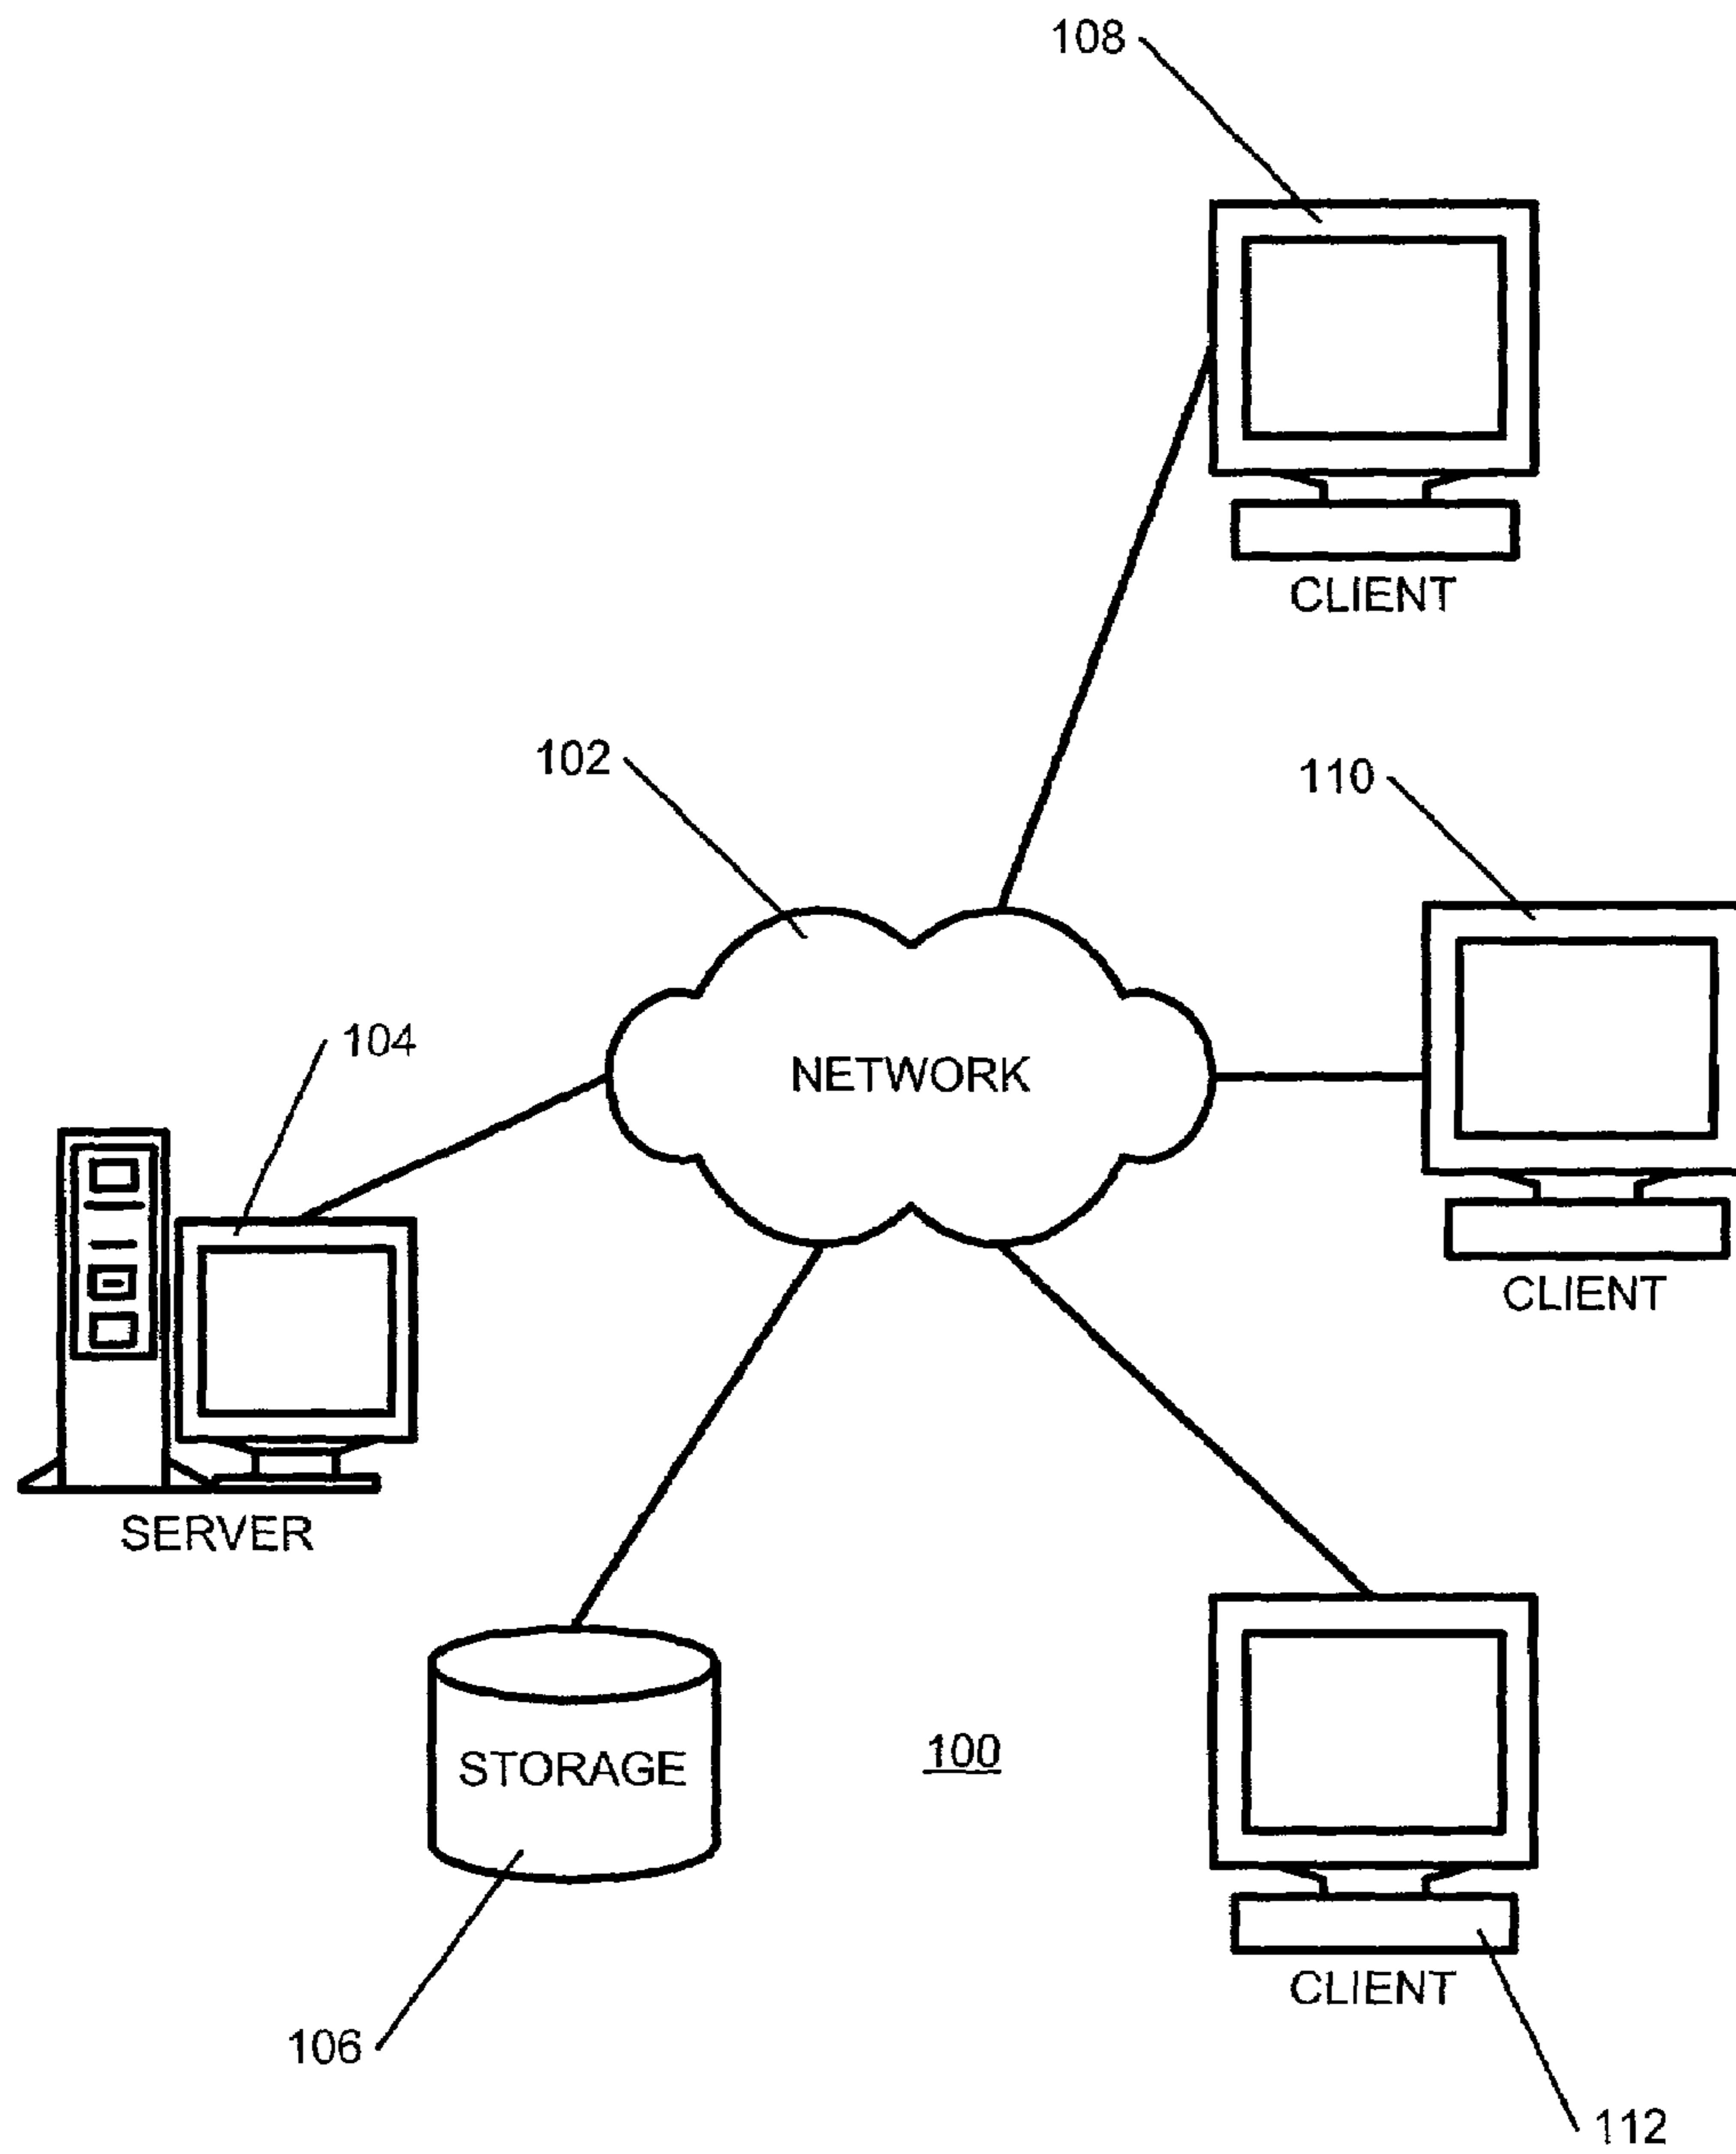 108
CLIENT
102
110
104
NETWORK
CLIENT
SERVER
STORAGE
100
CLIENT
106
112